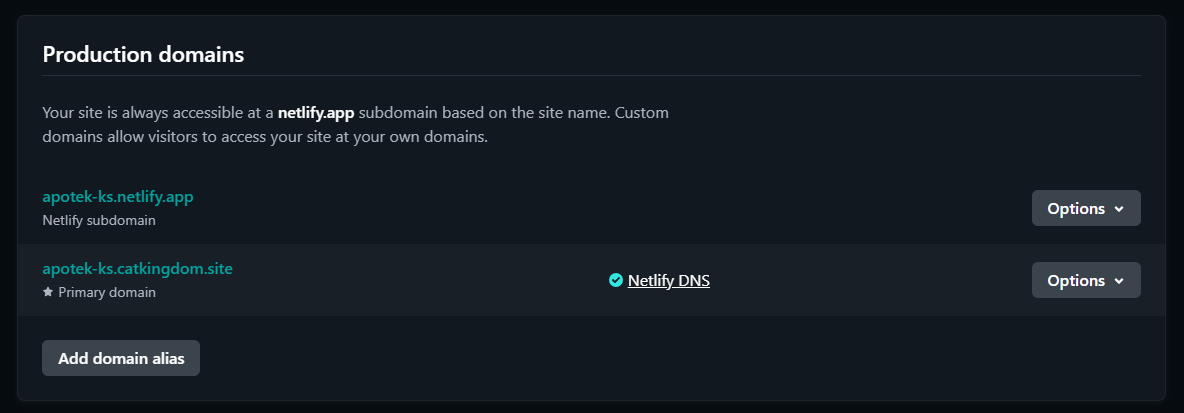 Production domains
Your site is always accessible at a netlify.app subdomain based on the site name. Custom
domains allow visitors to access your site at your own domains.
apotek-ks.netlify.app
Netlify subdomain
Options
apotek-ks.catkingdom.site
Primary domain
Netlify DNS
Options
Add domain alias